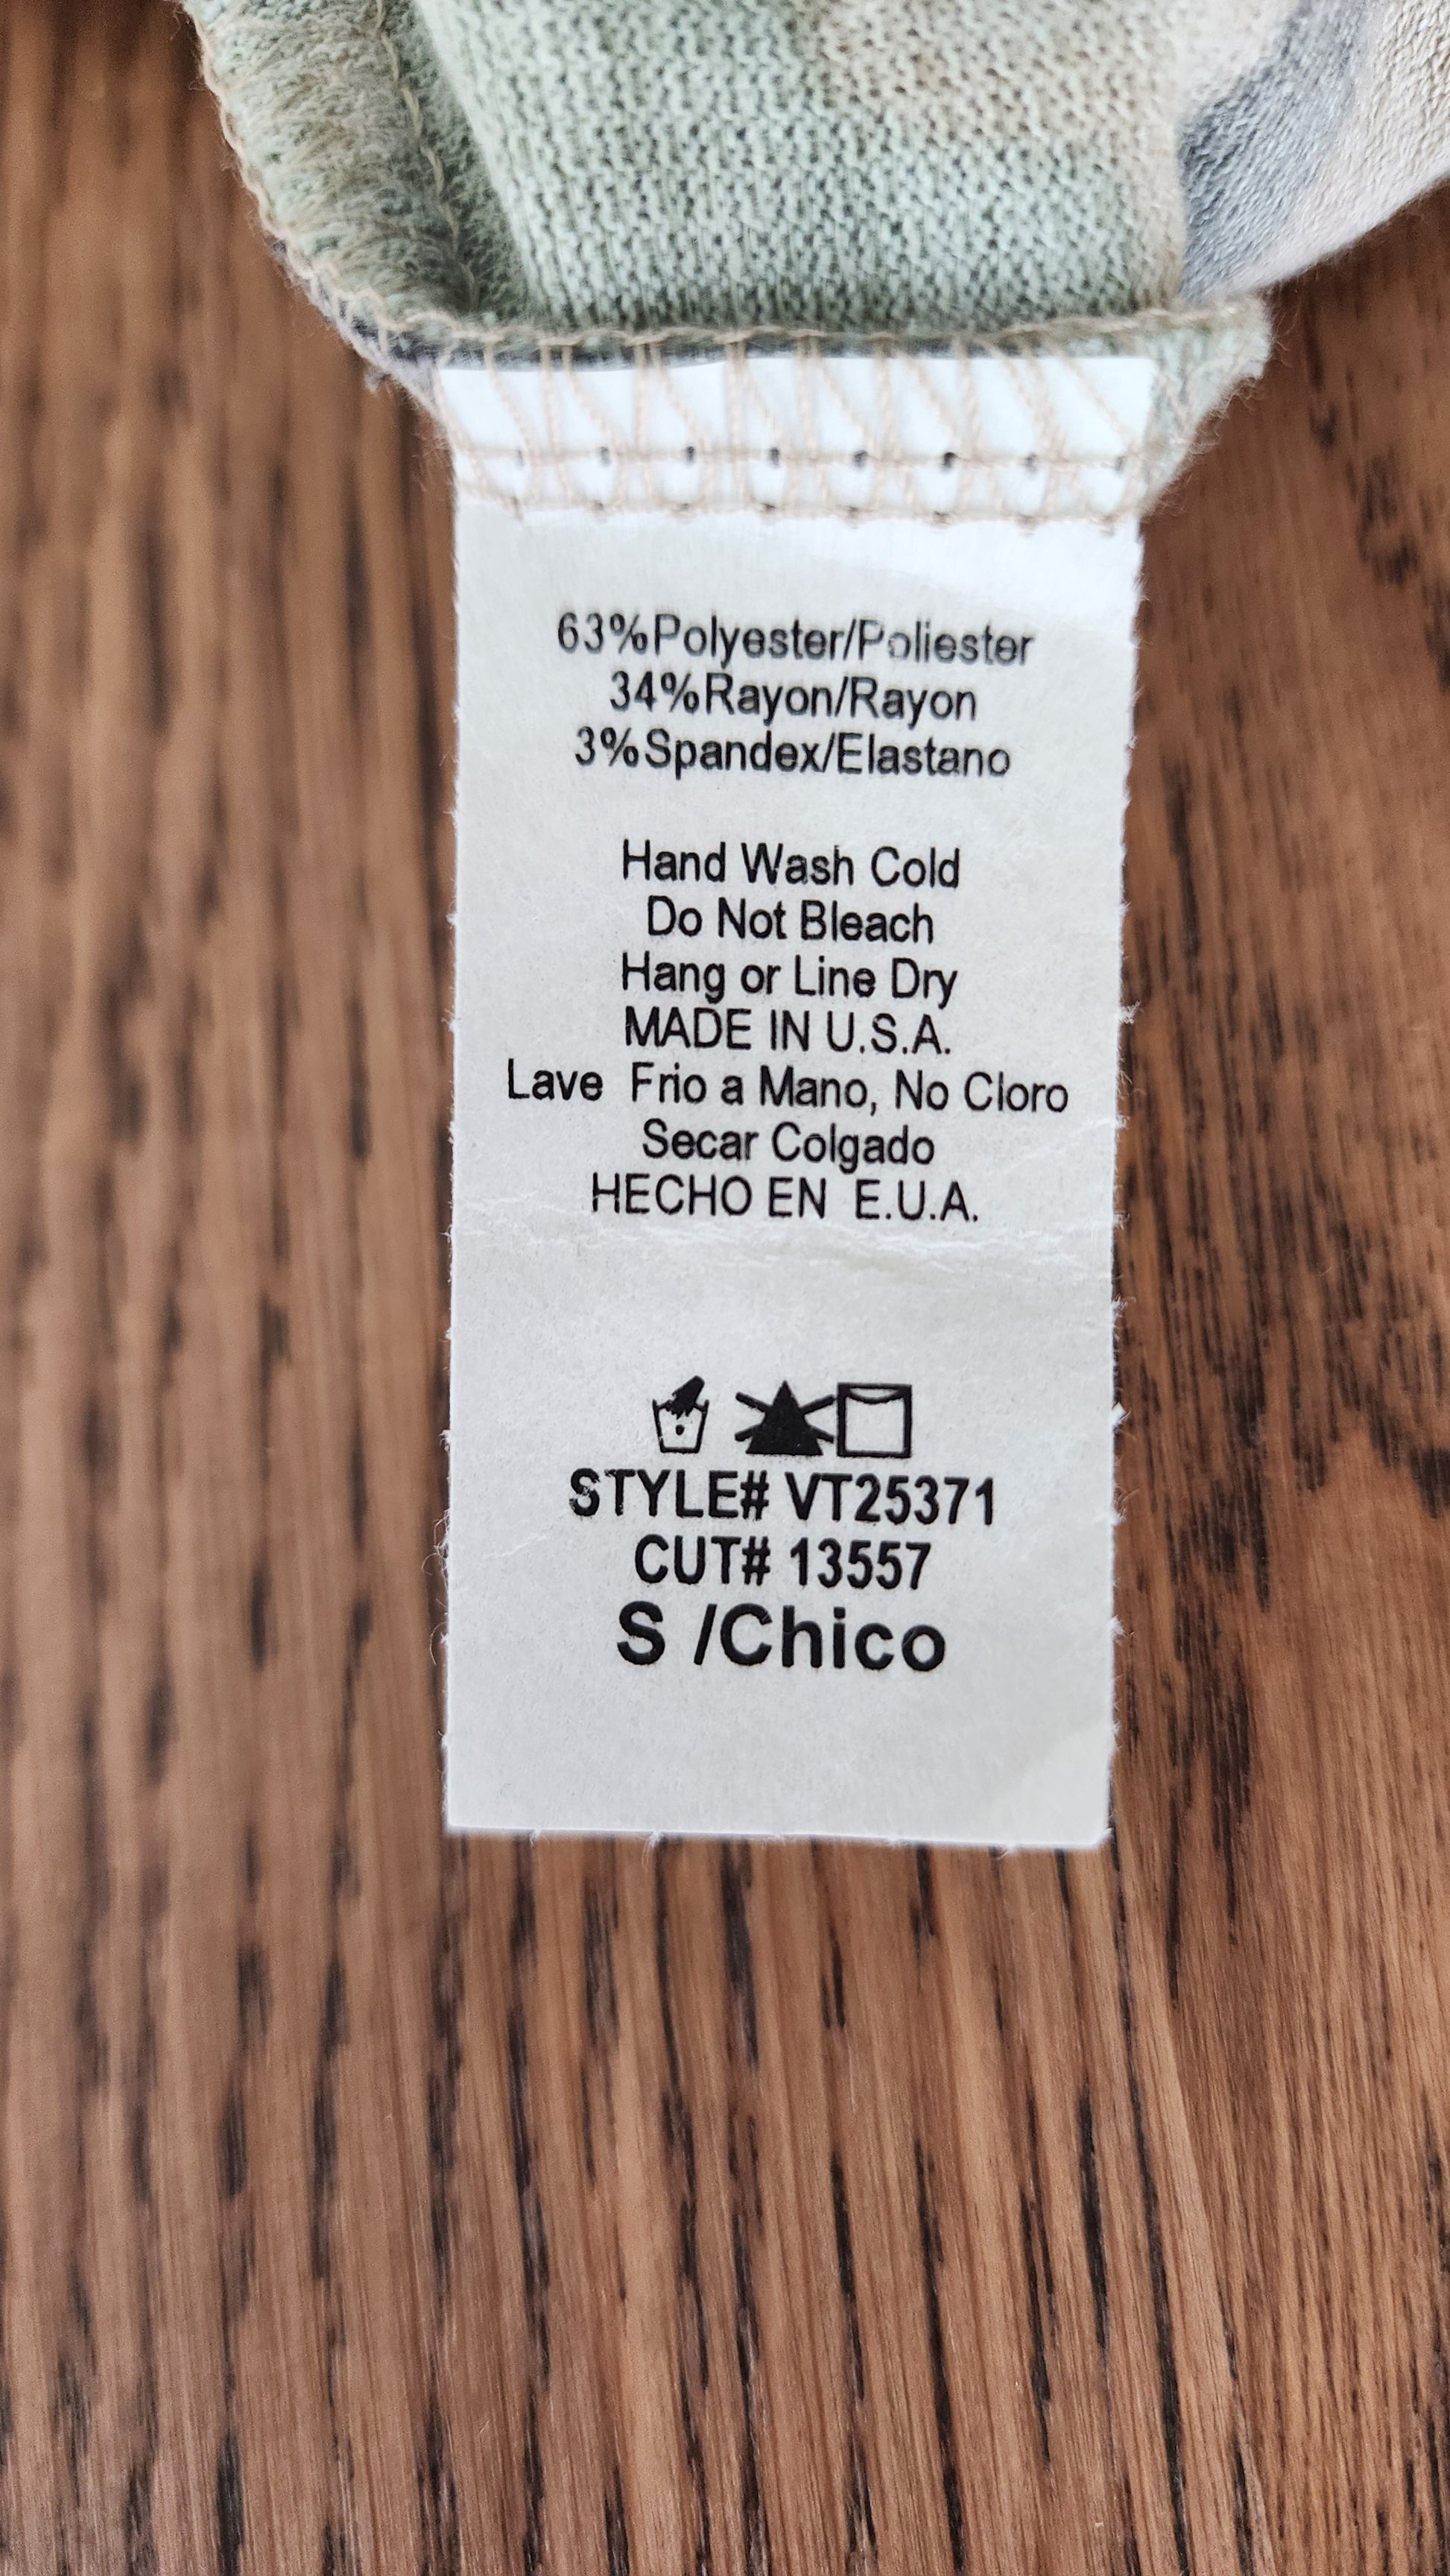 63%Polyester/Poliester
34%Rayon/Rayon
3%Spandex/Elastano
Hand Wash Cold
Do Not Bleach
Hang or Line Dry
MADE IN U.S.A.
Lave Frio a Mano, No Cloro
Secar Colgado
HECHO EN E.U.A.
STYLE# VT25371
CUT# 13557
S /Chico